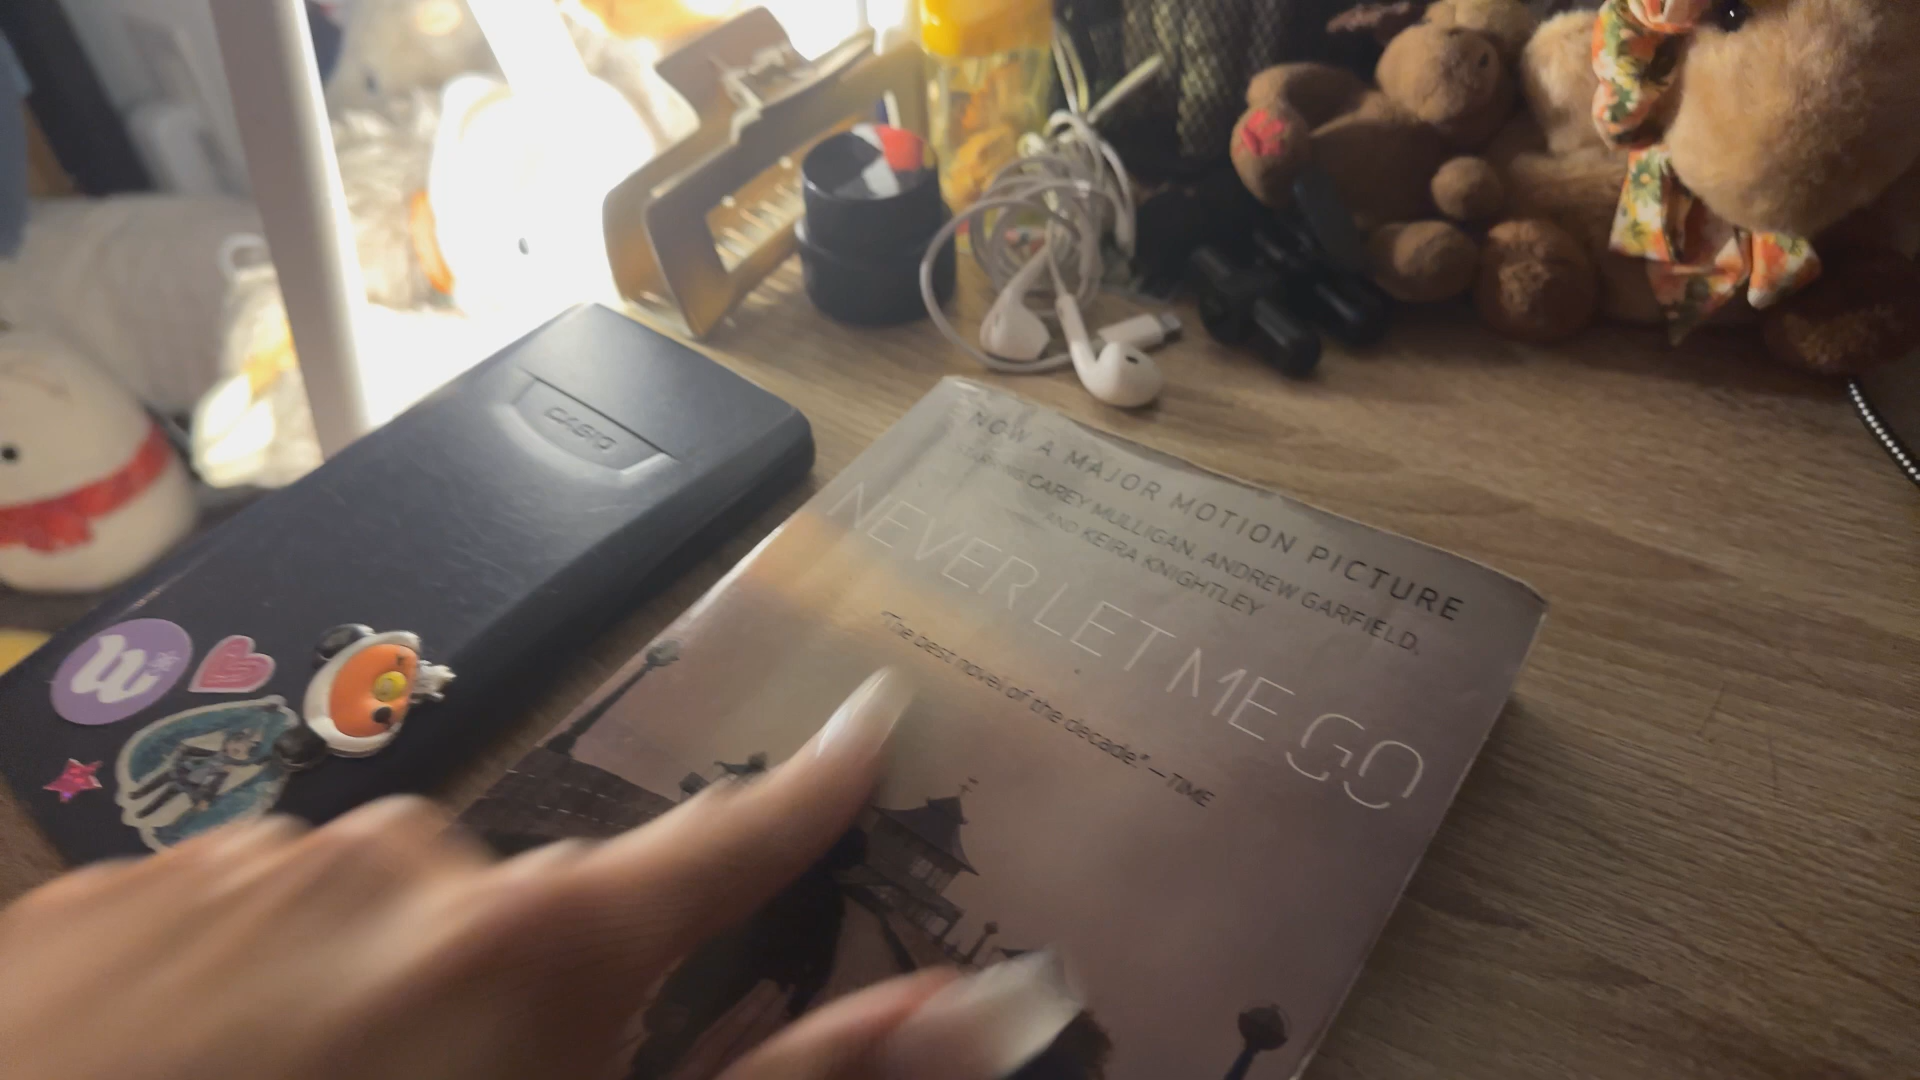 CASIO
NOW A MAJOR MOTION PICTURE
STARRING CAREY MULLIGAN, ANDREW GARFIELD,
AND KEIRA KNIGHTLEY
NEVER LET ME GO
"The best novel of the decade." —TIME